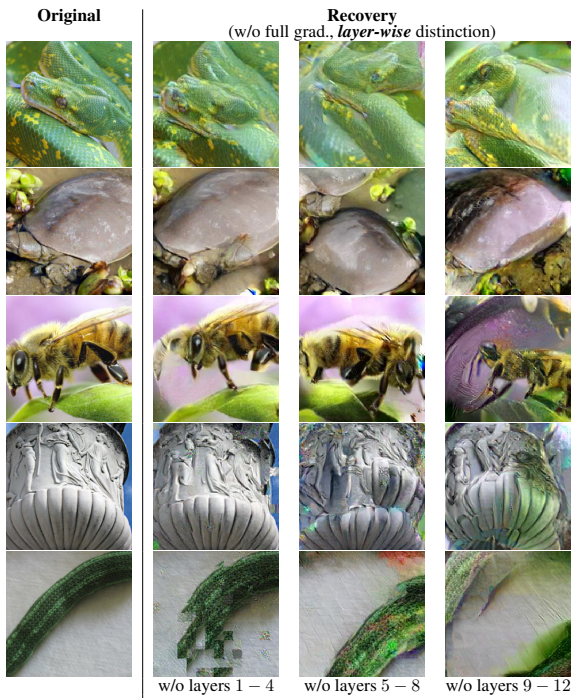 Original
Recovery
(w/o full grad., layer-wise distinction)
w/o layers 1 − 4
w/o layers 5 − 8
w/o layers 9 − 12